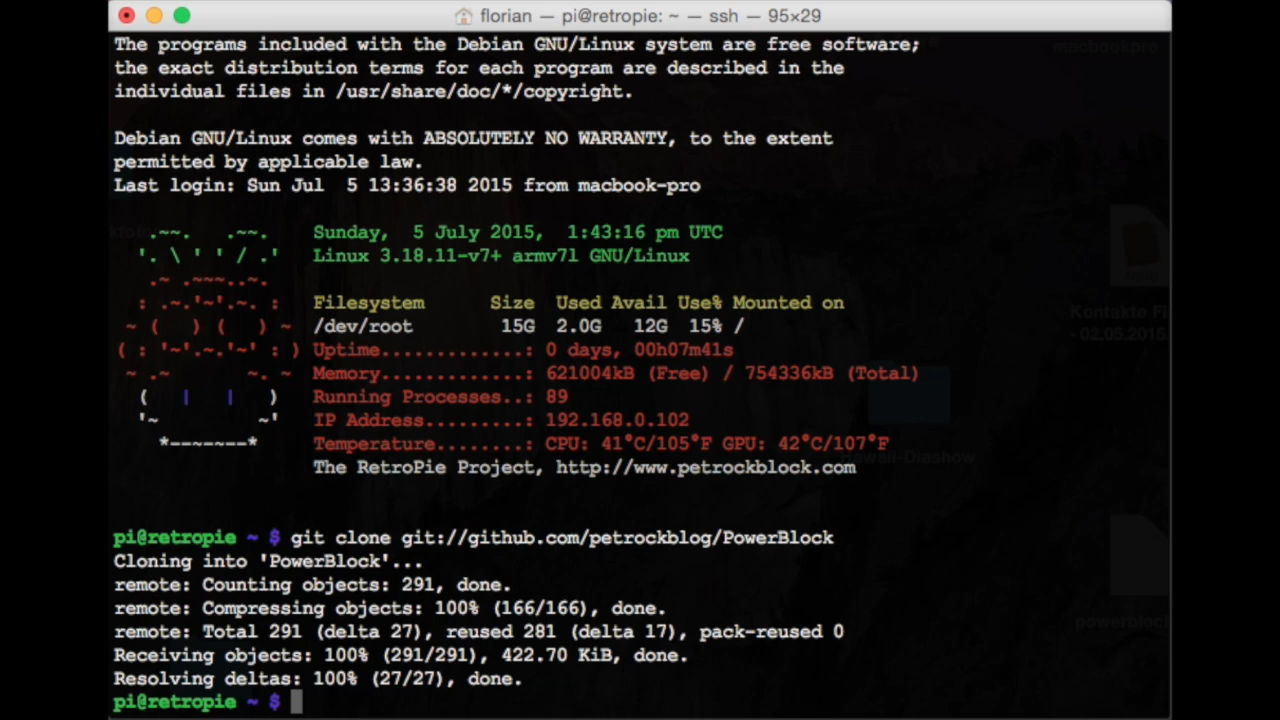 florian — pi@retropie: ~ — ssh — 95×29
The programs included with the Debian GNU/Linux system are free software;
the exact distribution terms for each program are described in the
individual files in /usr/share/doc/*/copyright.
Debian GNU/Linux comes with ABSOLUTELY NO WARRANTY, to the extent
permitted by applicable law.
Last login: Sun Jul  5 13:36:38 2015 from macbook-pro
   .~~.   .~~.    Sunday,  5 July 2015,  1:43:16 pm UTC
  '. \ ' ' / .'   Linux 3.18.11-v7+ armv7l GNU/Linux
   .~ .~~~..~.
  : .~.'~'.~. :   Filesystem      Size  Used Avail Use% Mounted on
 ~ (   ) (   ) ~  /dev/root        15G  2.0G   12G  15% /
( : '~'.~.'~' : ) Uptime.............: 0 days, 00h07m41s
 ~ .~       ~. ~  Memory.............: 621004kB (Free) / 754336kB (Total)
  (   |   |   )   Running Processes..: 89
  '~         ~'   IP Address.........: 192.168.0.102
    *--~-~--*     Temperature........: CPU: 41°C/105°F GPU: 42°C/107°F
The RetroPie Project, http://www.petrockblock.com
pi@retropie ~ $ git clone git://github.com/petrockblog/PowerBlock
Cloning into 'PowerBlock'...
remote: Counting objects: 291, done.
remote: Compressing objects: 100% (166/166), done.
remote: Total 291 (delta 27), reused 281 (delta 17), pack-reused 0
Receiving objects: 100% (291/291), 422.70 KiB, done.
Resolving deltas: 100% (27/27), done.
pi@retropie ~ $
macbookpro
Kontakte Fl
- 02.05.2015.
Hawaii-Diashow
powerblock